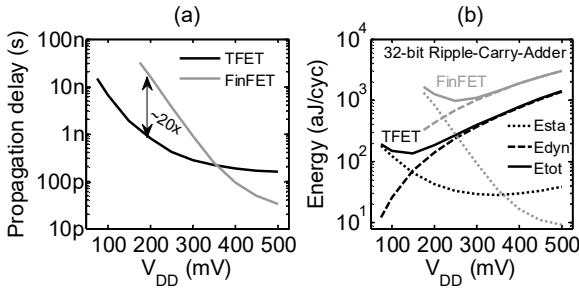 (a)
Propagation delay (s)
100n
10n
1n
100p
10p
TFET
FinFET
~20x
100 200 300 400 500
V_DD (mV)
(b)
Energy (aJ/cyc)
10^4
10^3
10^2
10^1
32-bit Ripple-Carry-Adder
FinFET
TFET
Esta
Edyn
Etot
100 200 300 400 500
V_DD (mV)